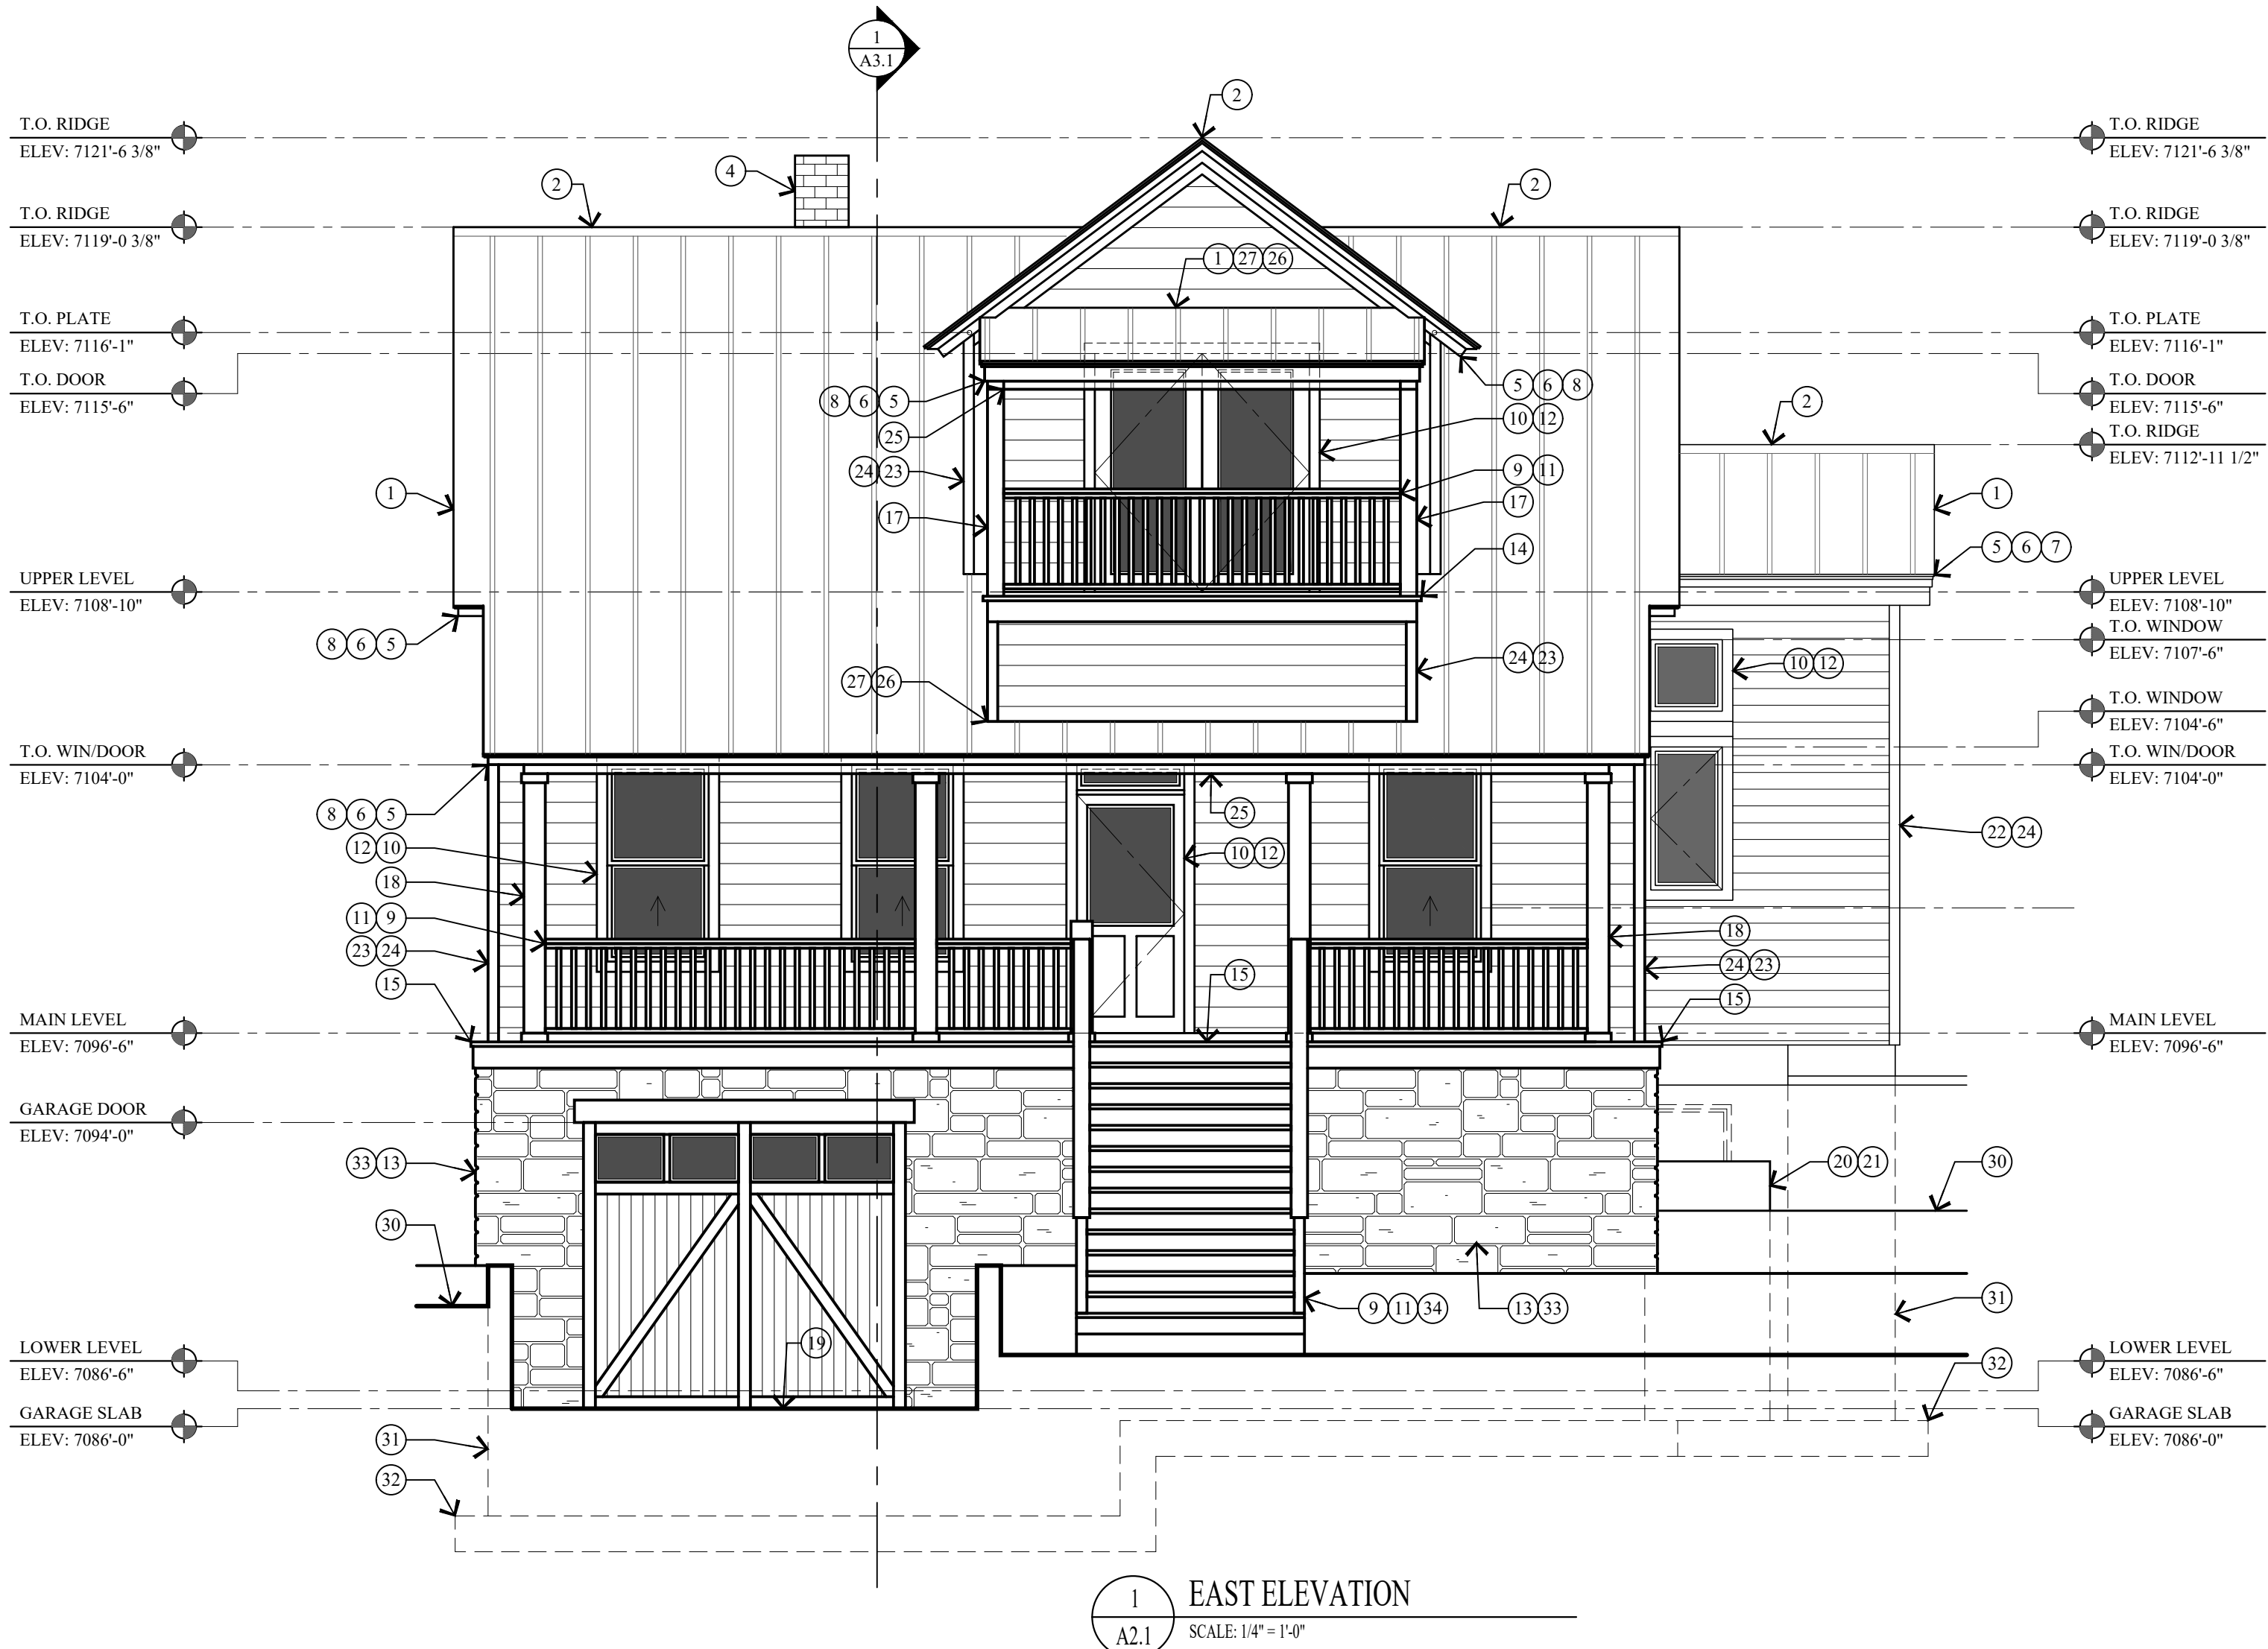 1
A3.1
2
T.O. RIDGE
ELEV: 7121'-6 3/8"
T.O. RIDGE
ELEV: 7121'-6 3/8"
4
2
2
T.O. RIDGE
ELEV: 7119'-0 3/8"
T.O. RIDGE
ELEV: 7119'-0 3/8"
1 27 26
T.O. PLATE
ELEV: 7116'-1"
T.O. PLATE
ELEV: 7116'-1"
T.O. DOOR
ELEV: 7115'-6"
T.O. DOOR
ELEV: 7115'-6"
8 6 5
5 6 8
2
25
10 12
T.O. RIDGE
ELEV: 7112'-11 1/2"
24 23
9 11
1
1
17
17
14
5 6 7
UPPER LEVEL
ELEV: 7108'-10"
UPPER LEVEL
ELEV: 7108'-10"
8 6 5
T.O. WINDOW
ELEV: 7107'-6"
24 23
10 12
27 26
T.O. WINDOW
ELEV: 7104'-6"
T.O. WIN/DOOR
ELEV: 7104'-0"
T.O. WIN/DOOR
ELEV: 7104'-0"
8 6 5
25
22 24
12 10
10 12
18
11 9
18
23 24
24 23
15
15
15
MAIN LEVEL
ELEV: 7096'-6"
MAIN LEVEL
ELEV: 7096'-6"
GARAGE DOOR
ELEV: 7094'-0"
33 13
20 21
30
30
9 11 34
13 33
31
19
LOWER LEVEL
ELEV: 7086'-6"
LOWER LEVEL
ELEV: 7086'-6"
32
GARAGE SLAB
ELEV: 7086'-0"
GARAGE SLAB
ELEV: 7086'-0"
31
32
1
A2.1
EAST ELEVATION
SCALE: 1/4" = 1'-0"